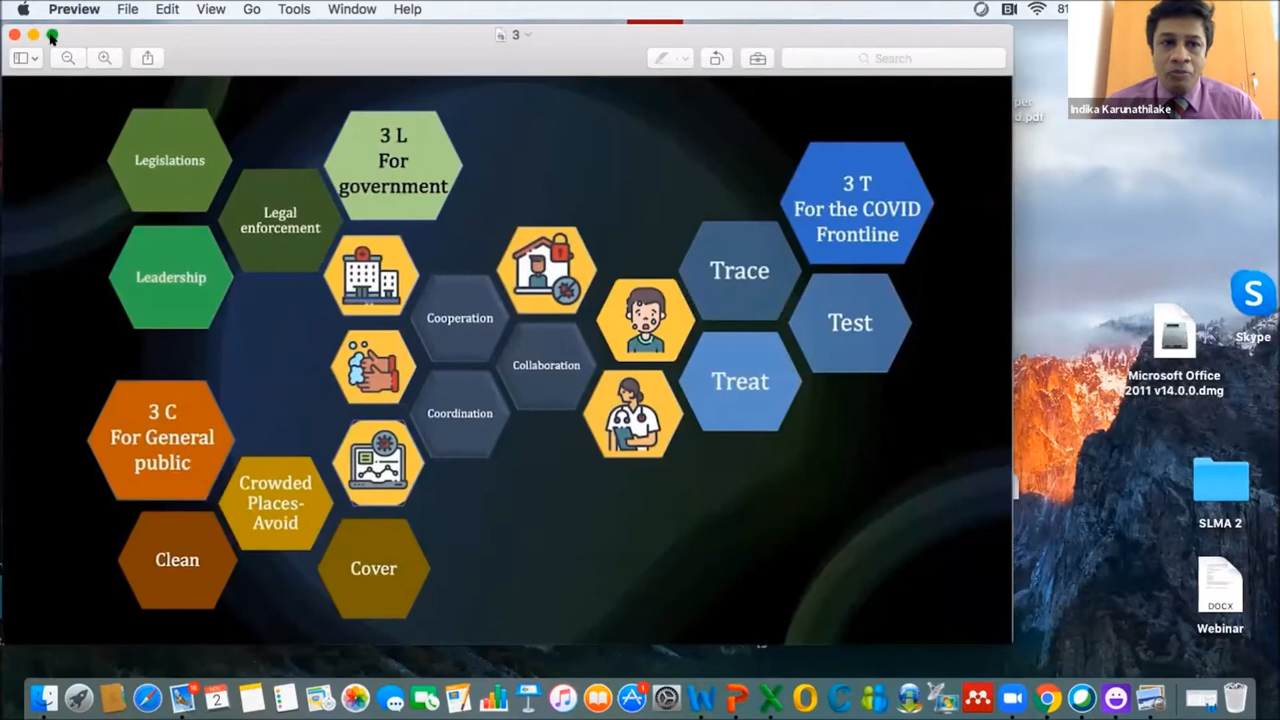 Preview File Edit View Go Tools Window Help
81
3
Search
Indika Karunathilake
d.pdf
Legislations
3 L
For
government
Legal
enforcement
Leadership
3 T
For the COVID
Frontline
Trace
Test
Treat
Cooperation
Collaboration
Coordination
3 C
For General
public
Crowded
Places-
Avoid
Clean
Cover
Skype
Microsoft Office
2011 v14.0.0.dmg
SLMA 2
DOCX
Webinar